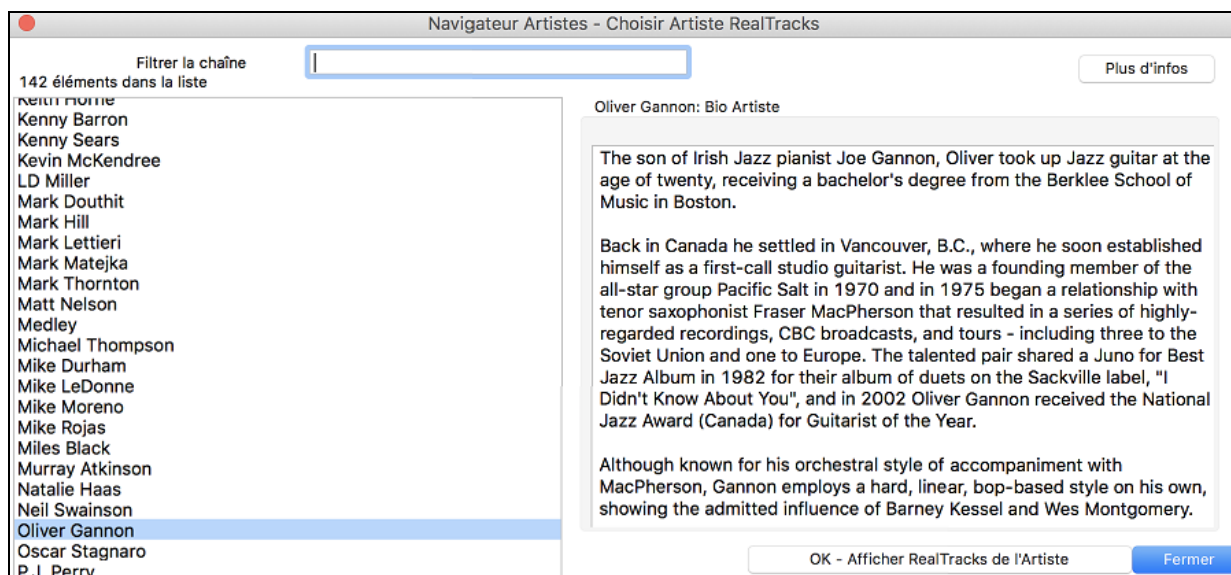 Navigateur Artistes - Choisir Artiste RealTracks
Filtrer la chaîne
142 éléments dans la liste
Plus d'infos
Keith Horne
Kenny Barron
Kenny Sears
Kevin McKendree
LD Miller
Mark Douthit
Mark Hill
Mark Lettieri
Mark Matejka
Mark Thornton
Matt Nelson
Medley
Michael Thompson
Mike Durham
Mike LeDonne
Mike Moreno
Mike Rojas
Miles Black
Murray Atkinson
Natalie Haas
Neil Swainson
Oliver Gannon
Oscar Stagnaro
P.J. Perry
Oliver Gannon: Bio Artiste
The son of Irish Jazz pianist Joe Gannon, Oliver took up Jazz guitar at the
age of twenty, receiving a bachelor's degree from the Berklee School of
Music in Boston.
Back in Canada he settled in Vancouver, B.C., where he soon established
himself as a first-call studio guitarist. He was a founding member of the
all-star group Pacific Salt in 1970 and in 1975 began a relationship with
tenor saxophonist Fraser MacPherson that resulted in a series of highly-
regarded recordings, CBC broadcasts, and tours - including three to the
Soviet Union and one to Europe. The talented pair shared a Juno for Best
Jazz Album in 1982 for their album of duets on the Sackville label, "I
Didn't Know About You", and in 2002 Oliver Gannon received the National
Jazz Award (Canada) for Guitarist of the Year.
Although known for his orchestral style of accompaniment with
MacPherson, Gannon employs a hard, linear, bop-based style on his own,
showing the admitted influence of Barney Kessel and Wes Montgomery.
OK - Afficher RealTracks de l'Artiste
Fermer